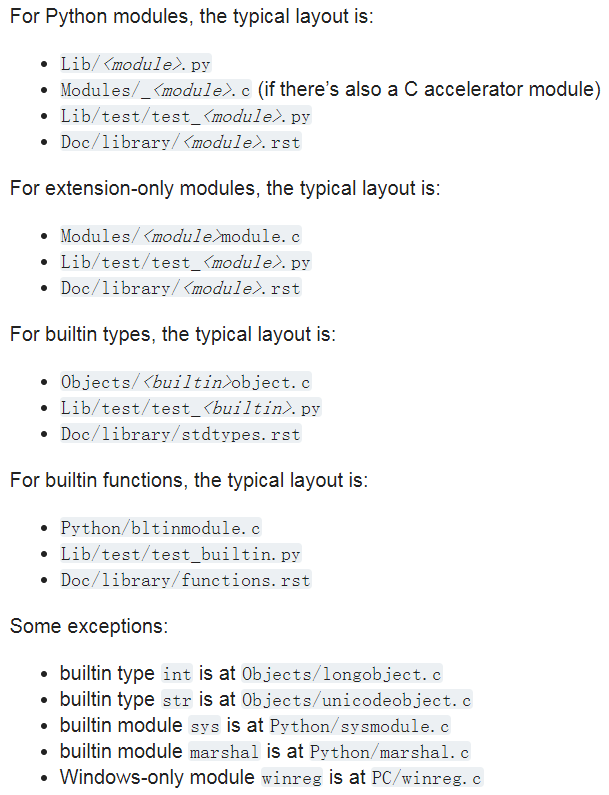 For Python modules, the typical layout is:
• Lib/<module>.py
• Modules/_<module>.c (if there’s also a C accelerator module)
• Lib/test/test_<module>.py
• Doc/library/<module>.rst
For extension-only modules, the typical layout is:
• Modules/<module>module.c
• Lib/test/test_<module>.py
• Doc/library/<module>.rst
For builtin types, the typical layout is:
• Objects/<builtin>object.c
• Lib/test/test_<builtin>.py
• Doc/library/stdtypes.rst
For builtin functions, the typical layout is:
• Python/bltinmodule.c
• Lib/test/test_builtin.py
• Doc/library/functions.rst
Some exceptions:
• builtin type int is at Objects/longobject.c
• builtin type str is at Objects/unicodeobject.c
• builtin module sys is at Python/sysmodule.c
• builtin module marshal is at Python/marshal.c
• Windows-only module winreg is at PC/winreg.c